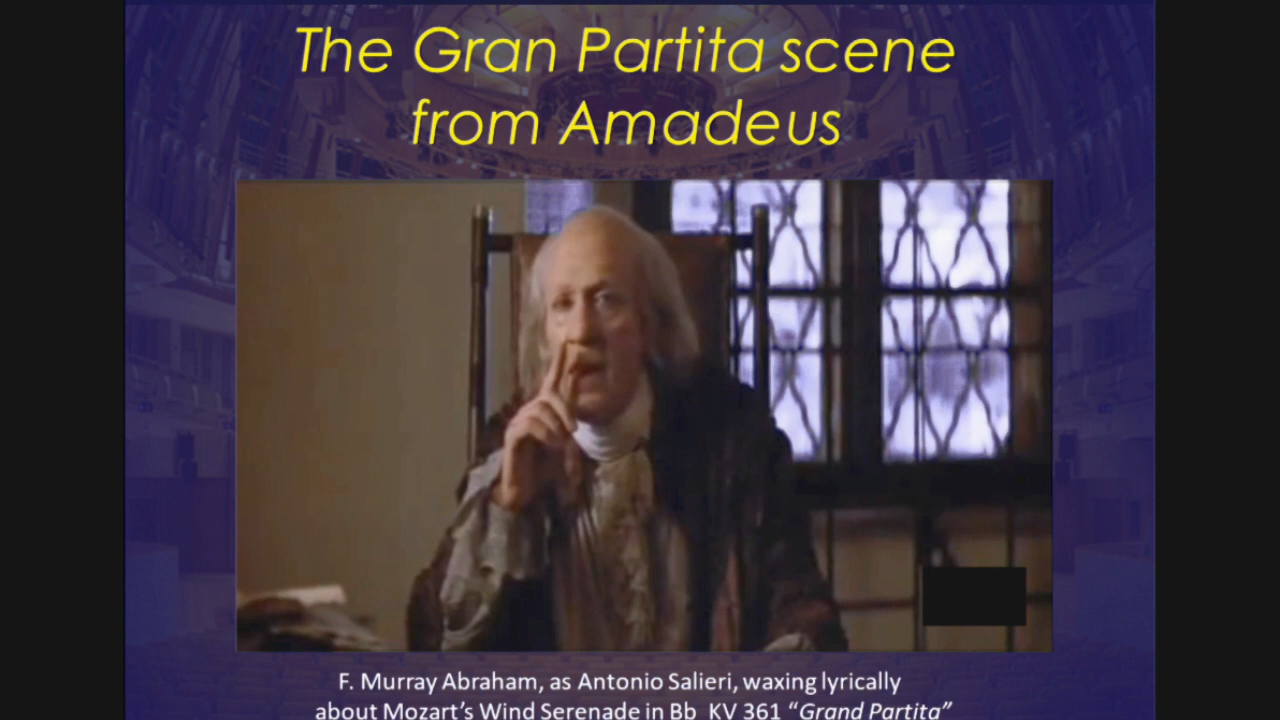 The Gran Partita scene
from Amadeus
F. Murray Abraham, as Antonio Salieri, waxing lyrically
about Mozart’s Wind Serenade in Bb KV 361 “Grand Partita”